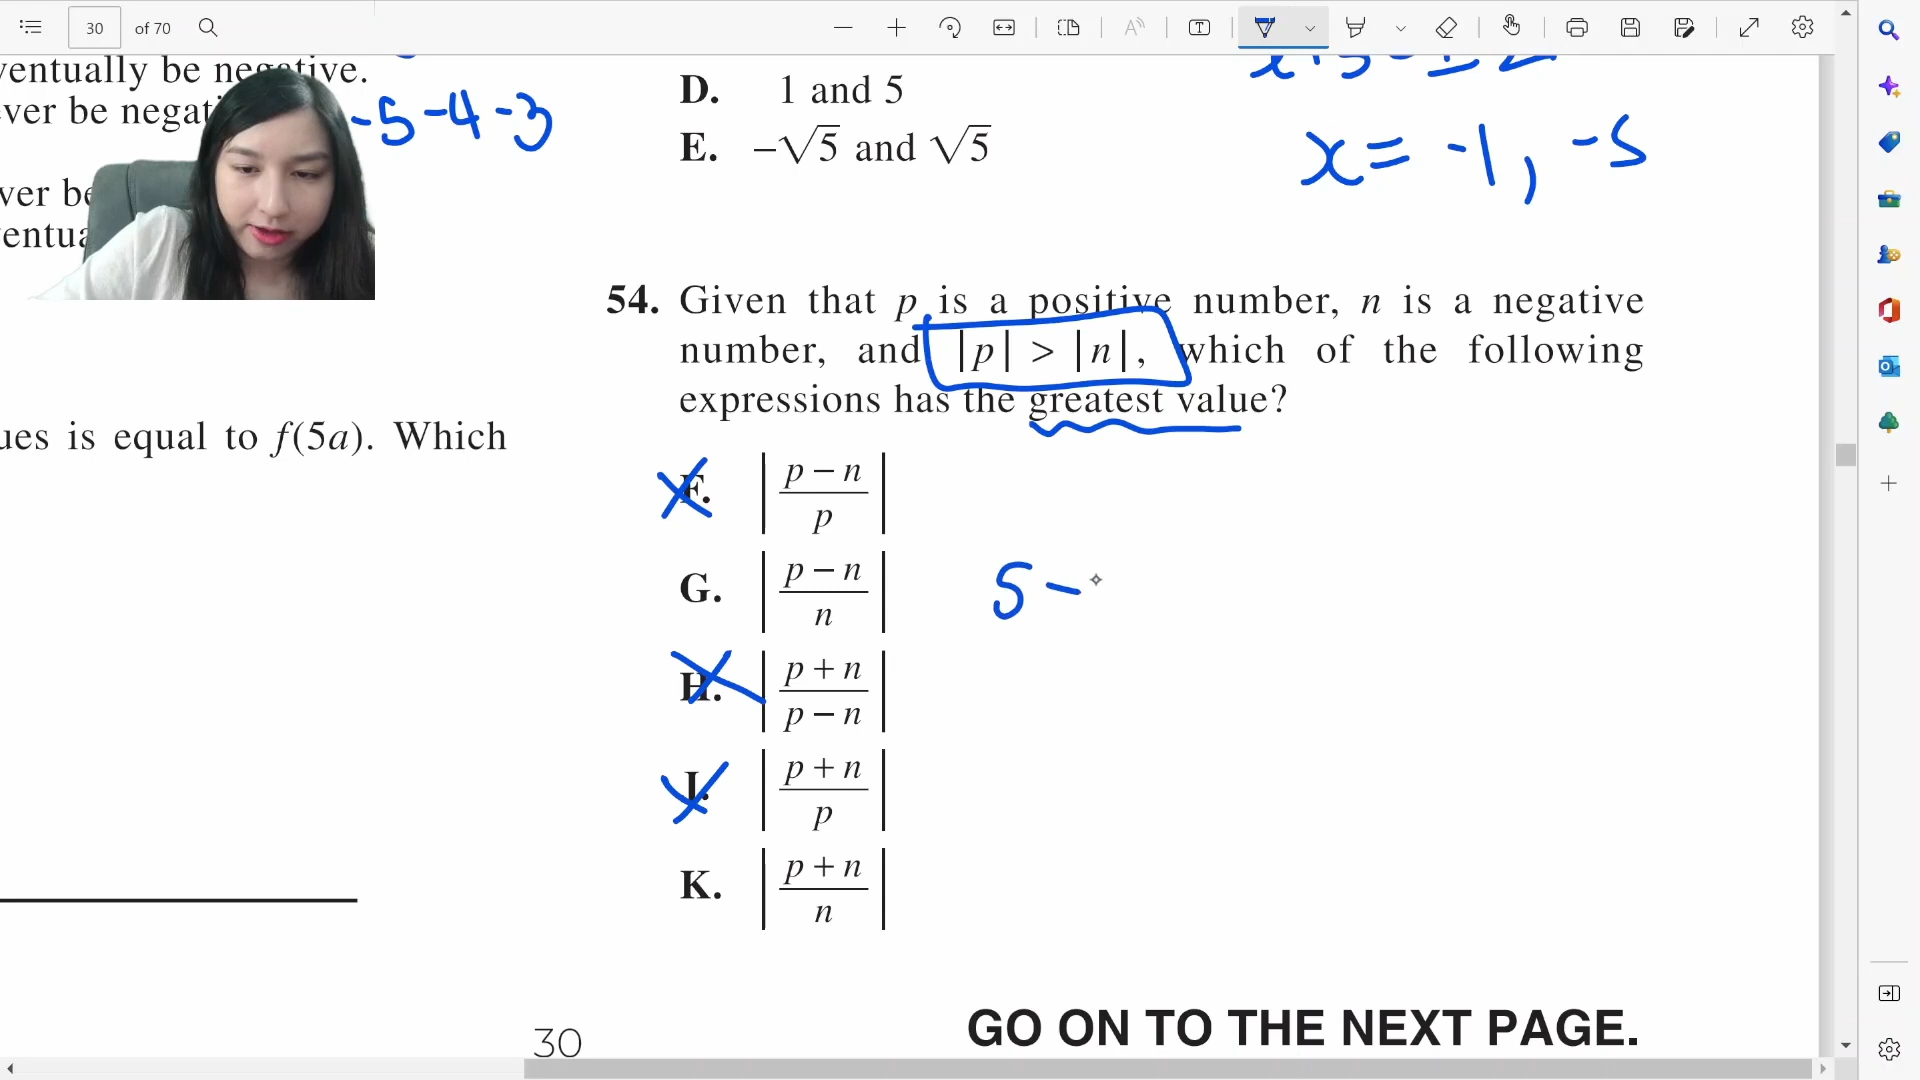 30 of 70
ventually be negative.
ver be negati
-5 -4 -3
ver be
entua
ues is equal to f(5a). Which
D. 1 and 5
E. −√5 and √5
x = -1, -5
54. Given that p is a positive number, n is a negative
number, and |p| > |n|, which of the following
expressions has the greatest value?
F. |(p − n)/p|
G. |(p − n)/n|
5 -
H. |(p + n)/(p − n)|
J. |(p + n)/p|
K. |(p + n)/n|
30
GO ON TO THE NEXT PAGE.